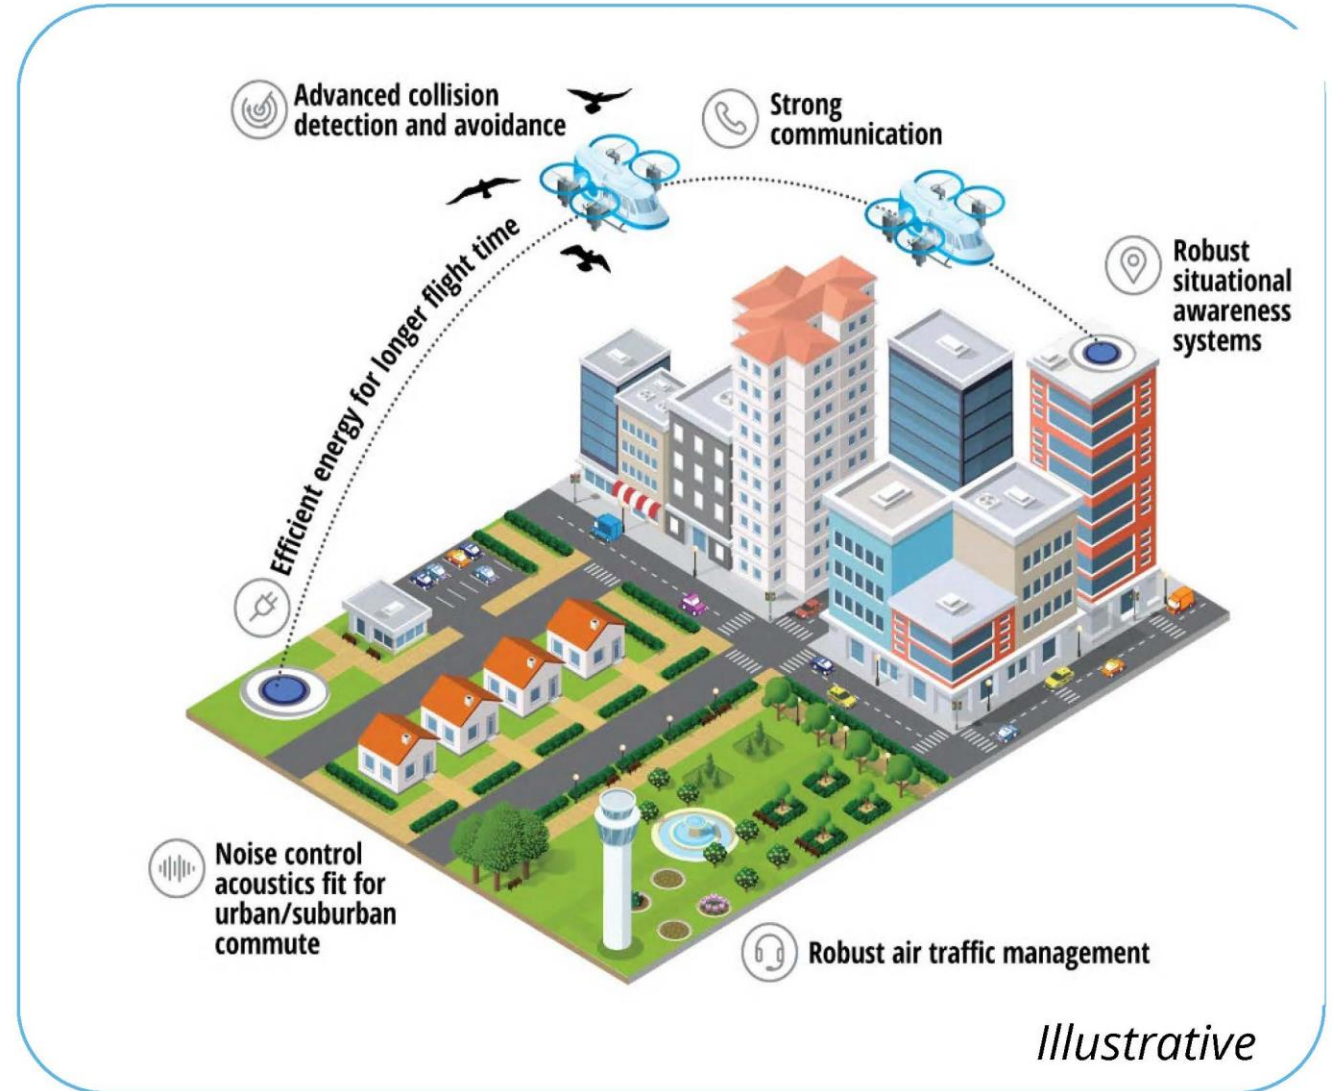 Advanced collision
detection and avoidance
Strong
communication
Robust
situational
awareness
systems
Efficient energy for longer flight time
Noise control
acoustics fit for
urban/suburban
commute
Robust air traffic management
Illustrative